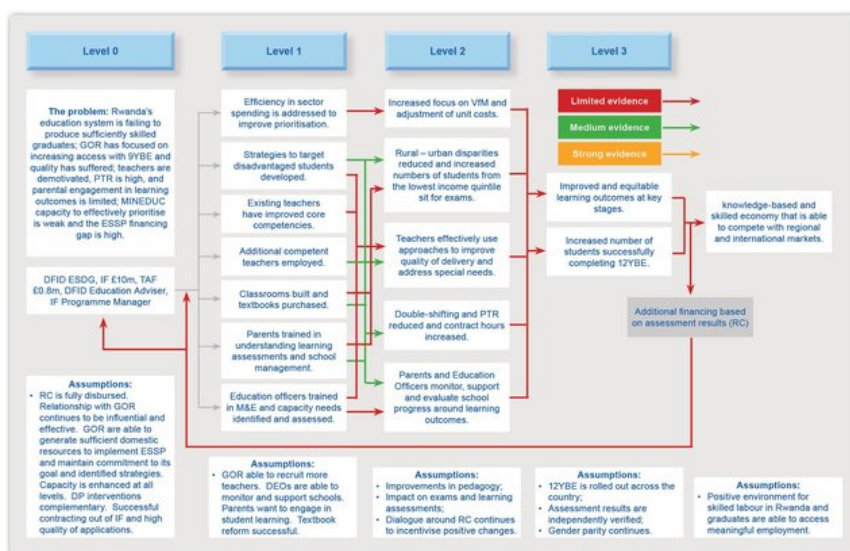 Level 0
Level 1
Level 2
Level 3
The problem: Rwanda's
education system is failing to
produce sufficiently skilled
graduates; GOR has focused on
increasing access with 9YBE and
quality has suffered; teachers are
demotivated, PTR is high, and
parental engagement in learning
outcomes is limited; MINEDUC
capacity to effectively prioritise
is weak and the ESSP financing
gap is high.
DFID ESDG, IF £10m, TAF
£0.8m, DFID Education Adviser,
IF Programme Manager
Assumptions:
• RC is fully disbursed.
Relationship with GOR
continues to be influential and
effective. GOR are able to
generate sufficient domestic
resources to implement ESSP
and maintain commitment to its
goal and identified strategies.
Capacity is enhanced at all
levels. DP interventions
complementary. Successful
contracting out of IF and high
quality of applications.
Efficiency in sector
spending is addressed to
improve prioritisation.
Strategies to target
disadvantaged students
developed.
Existing teachers
have improved core
competencies.
Additional competent
teachers employed.
Classrooms built and
textbooks purchased.
Parents trained in
understanding learning
assessments and school
management.
Education officers trained
in M&E and capacity needs
identified and assessed.
Assumptions:
• GOR able to recruit more
teachers. DEOs are able to
monitor and support schools.
Parents want to engage in
student learning. Textbook
reform successful.
Increased focus on VfM and
adjustment of unit costs.
Rural – urban disparities
reduced and increased
numbers of students from
the lowest income quintile
sit for exams.
Teachers effectively use
approaches to improve
quality of delivery and
address special needs.
Double-shifting and PTR
reduced and contract hours
increased.
Parents and Education
Officers monitor, support
and evaluate school
progress around learning
outcomes.
Assumptions:
• Improvements in pedagogy;
• Impact on exams and learning
assessments;
• Dialogue around RC continues
to incentivise positive changes.
Limited evidence
Medium evidence
Strong evidence
Improved and equitable
learning outcomes at key
stages.
Increased number of
students successfully
completing 12YBE.
knowledge-based and
skilled economy that is able
to compete with regional
and international markets.
Additional financing based
on assessment results (RC)
Assumptions:
• 12YBE is rolled out across the
country;
• Assessment results are
independently verified;
• Gender parity continues.
Assumptions:
• Positive environment for
skilled labour in Rwanda and
graduates are able to access
meaningful employment.